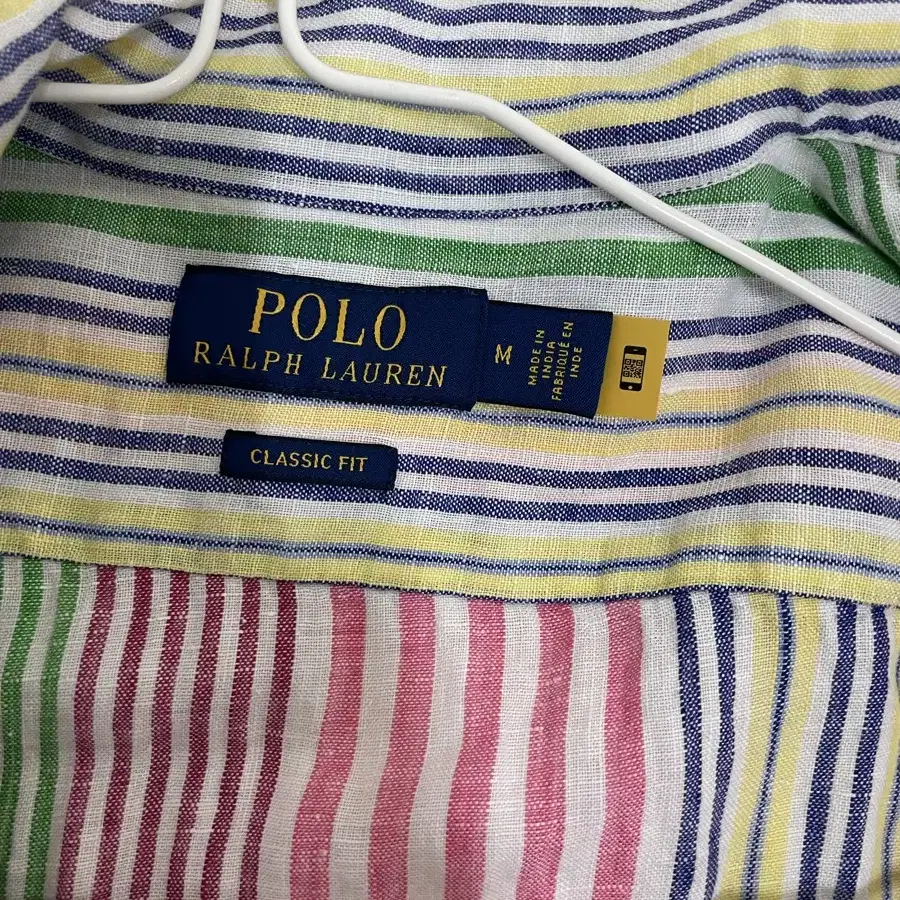 POLO
RALPH LAUREN
M
MADE IN
INDIA
FABRIQUÉ EN
INDE
CLASSIC FIT